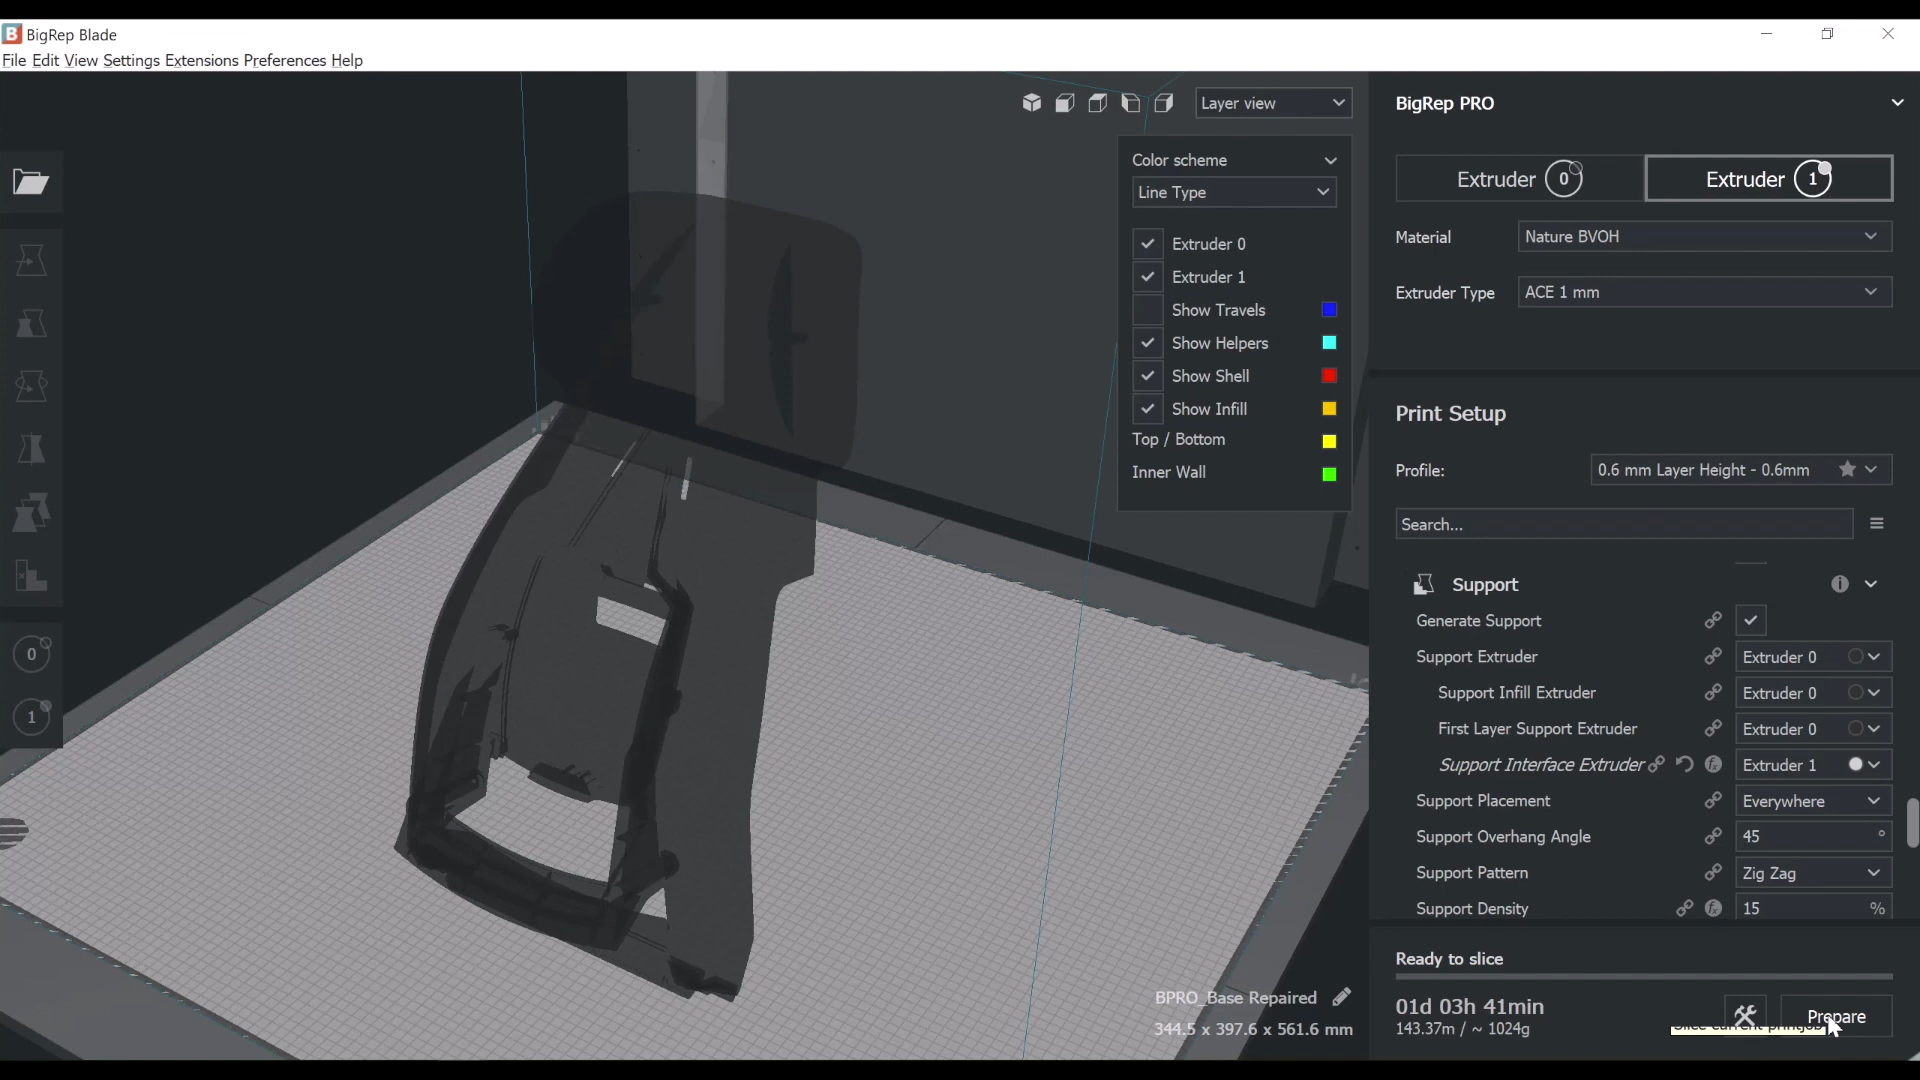 BigRep Blade
File Edit View Settings Extensions Preferences Help
Layer view
Color scheme
Line Type
Extruder 0
Extruder 1
Show Travels
Show Helpers
Show Shell
Show Infill
Top / Bottom
Inner Wall
0
1
BPRO_Base Repaired
344.5 x 397.6 x 561.6 mm
BigRep PRO
Extruder 0
Extruder 1
Material Nature BVOH
Extruder Type ACE 1 mm
Print Setup
Profile: 0.6 mm Layer Height - 0.6mm
Search...
Support
Generate Support
Support Extruder Extruder 0
Support Infill Extruder Extruder 0
First Layer Support Extruder Extruder 0
Support Interface Extruder Extruder 1
Support Placement Everywhere
Support Overhang Angle 45 °
Support Pattern Zig Zag
Support Density 15 %
Ready to slice
01d 03h 41min
143.37m / ~ 1024g
Prepare